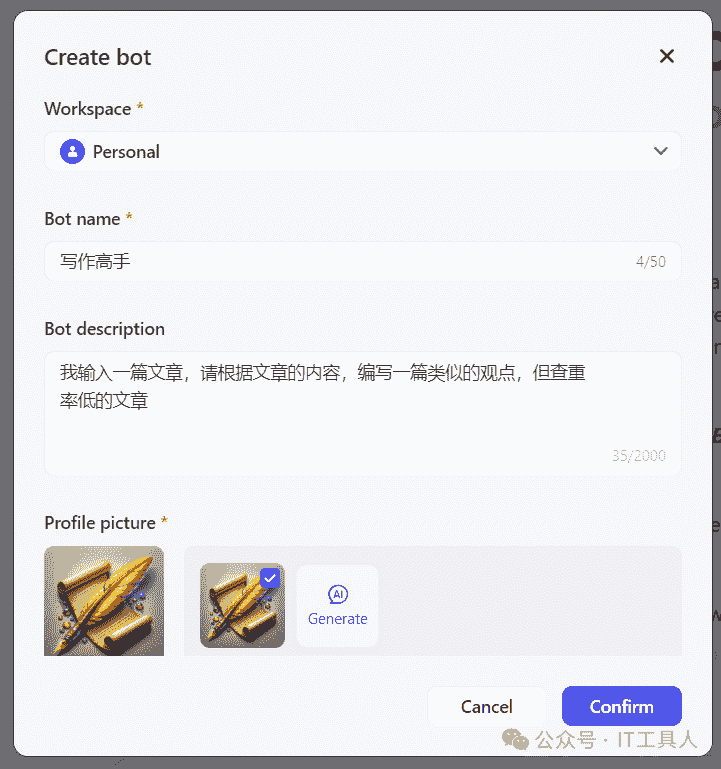 Create bot
Workspace *
Personal
Bot name *
写作高手
4/50
Bot description
我输入一篇文章，请根据文章的内容，编写一篇类似的观点，但查重
率低的文章
35/2000
Profile picture *
AI
Generate
Cancel
Confirm
公众号 · IT工具人